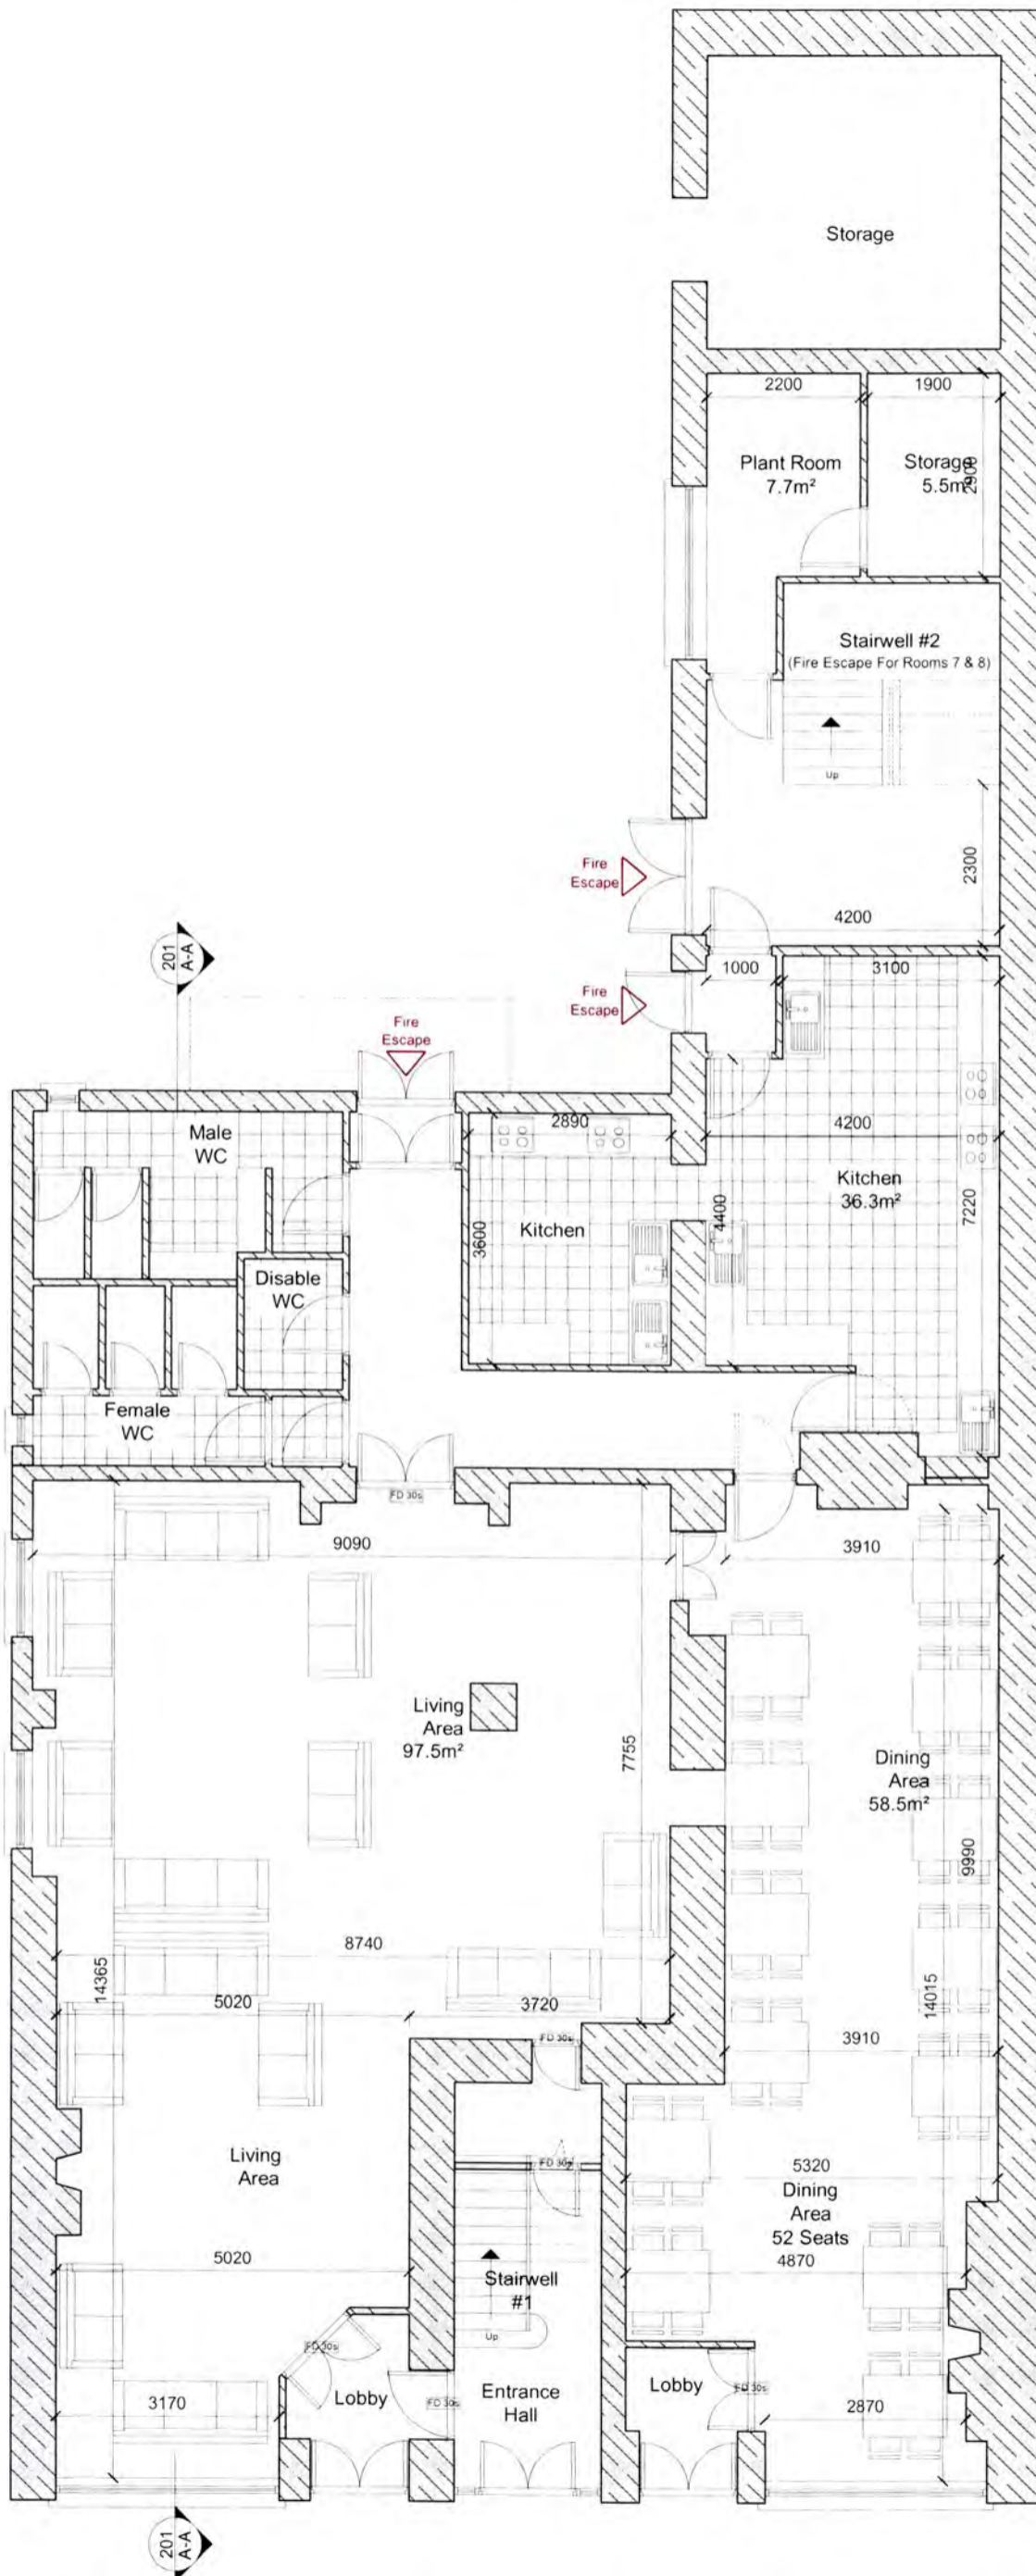 Storage
2200
1900
Plant Room
7.7m²
Storage
5.5m²
2900
Stairwell #2
(Fire Escape For Rooms 7 & 8)
Up
2300
Fire
Escape
4200
201
A-A
1000
3100
Fire
Escape
Fire
Escape
2890
Male
WC
4200
Kitchen
36.3m²
7220
4400
3600
Kitchen
Disable
WC
Female
WC
FD 30s
9090
3910
Living
Area
97.5m²
7755
Dining
Area
58.5m²
9990
8740
14365
5020
3720
14015
FD 30s
3910
Living
Area
FD 30s
5320
Dining
Area
52 Seats
4870
5020
Stairwell
#1
Up
FD 30s
Lobby
FD 30s
Entrance
Hall
Lobby
FD 30s
3170
2870
201
A-A